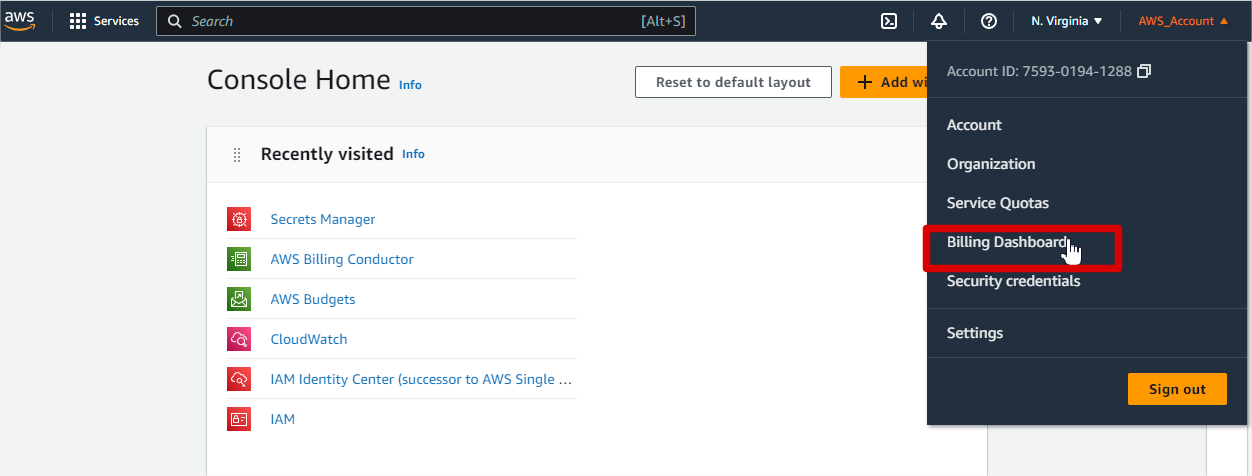 aws
Services
Search
[Alt+S]
N. Virginia
AWS_Account
Account ID: 7593-0194-1288
Account
Organization
Service Quotas
Billing Dashboard
Security credentials
Settings
Sign out
Console Home Info
Reset to default layout
Add
Recently visited Info
Secrets Manager
AWS Billing Conductor
AWS Budgets
CloudWatch
IAM Identity Center (successor to AWS Single ...
IAM